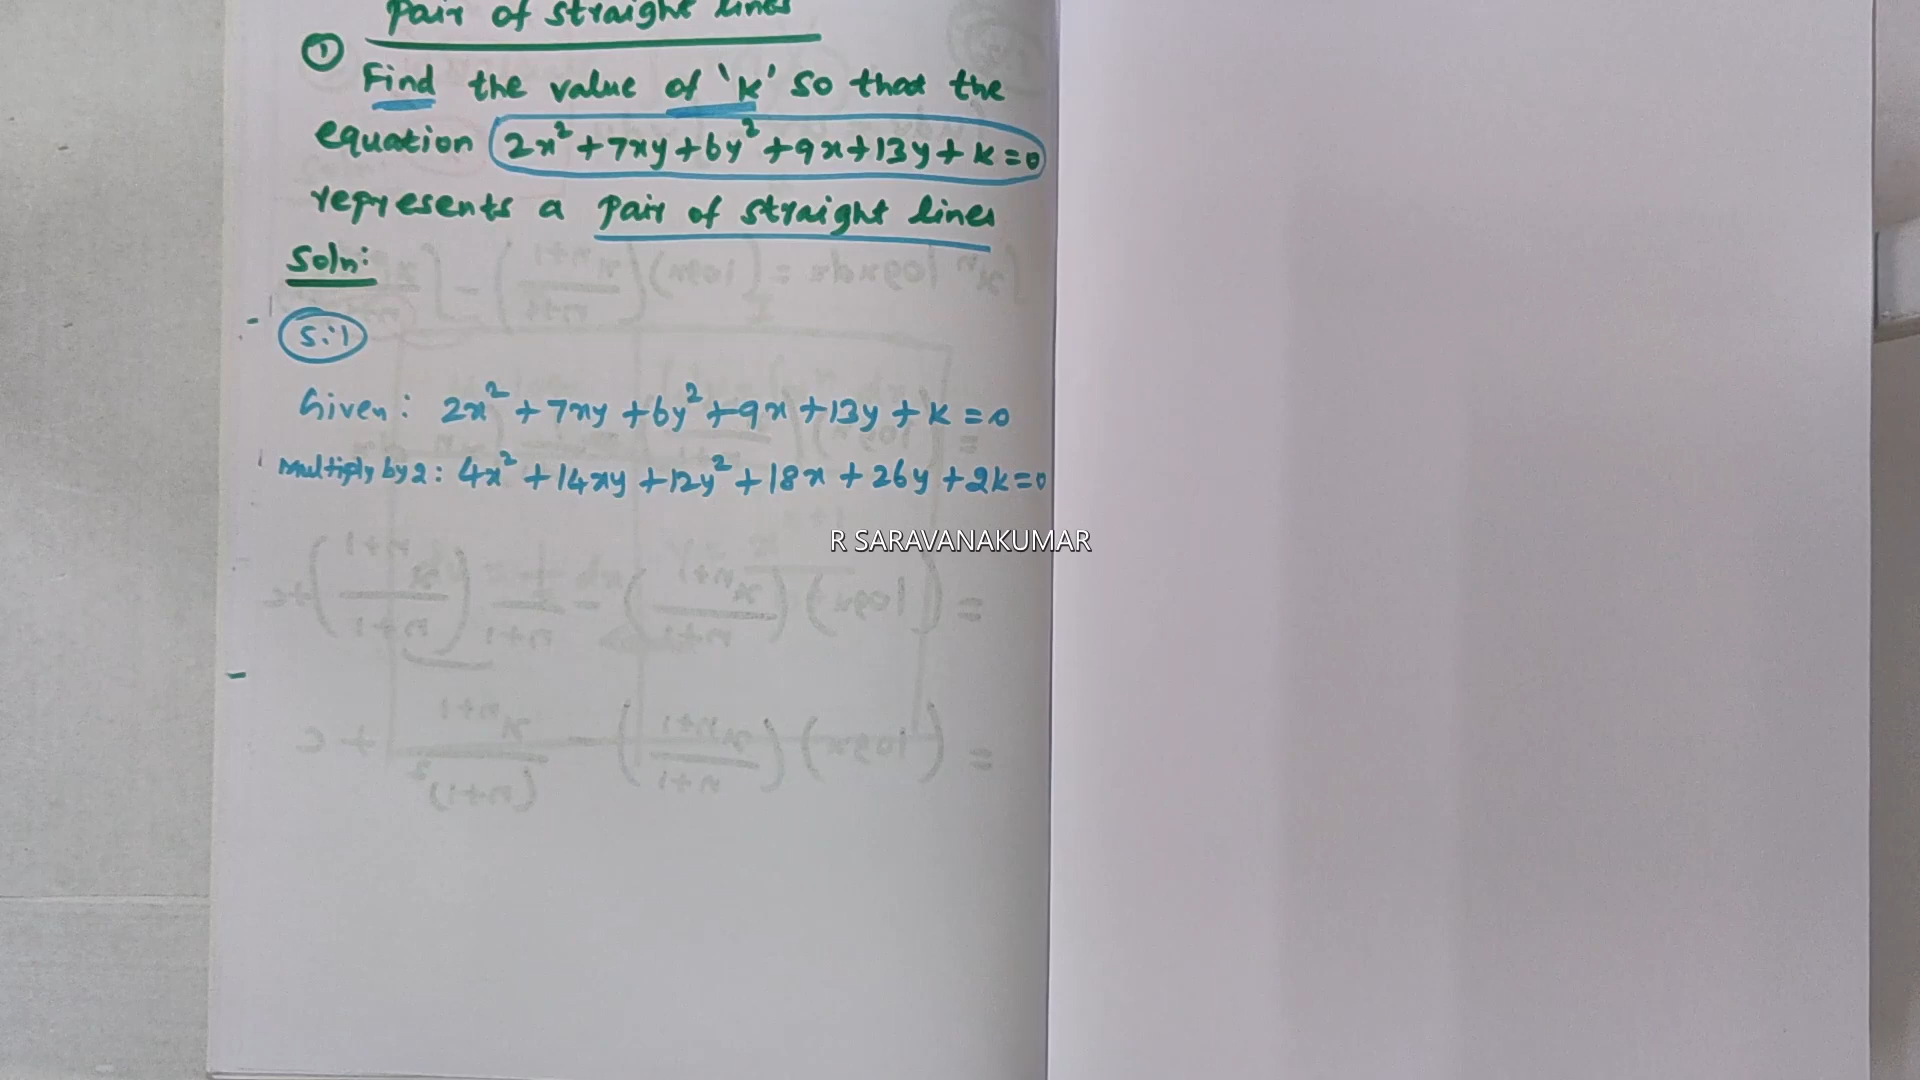 Pair of straight lines
① Find the value of 'k' so that the
equation 2x²+7xy+6y²+9x+13y+k=0
represents a pair of straight lines
Soln:
S:1
Given: 2x²+7xy+6y²+9x+13y+k=0
Multiply by 2: 4x²+14xy+12y²+18x+26y+2k=0
R SARAVANAKUMAR